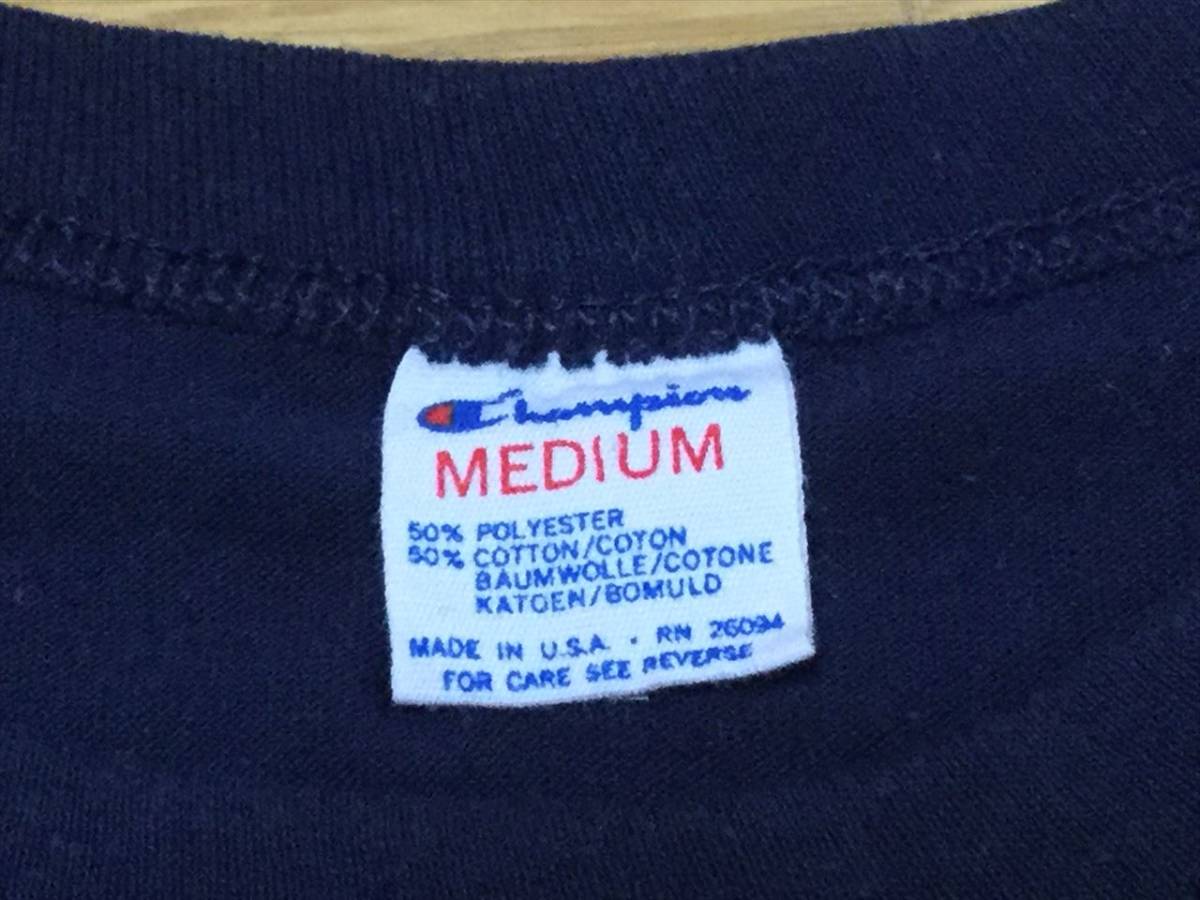 Champion
MEDIUM
50% POLYESTER
50% COTTON/COTON
BAUMWOLLE/COTONE
KATOEN/BOMULD
MADE IN U.S.A. • RN 26094
FOR CARE SEE REVERSE